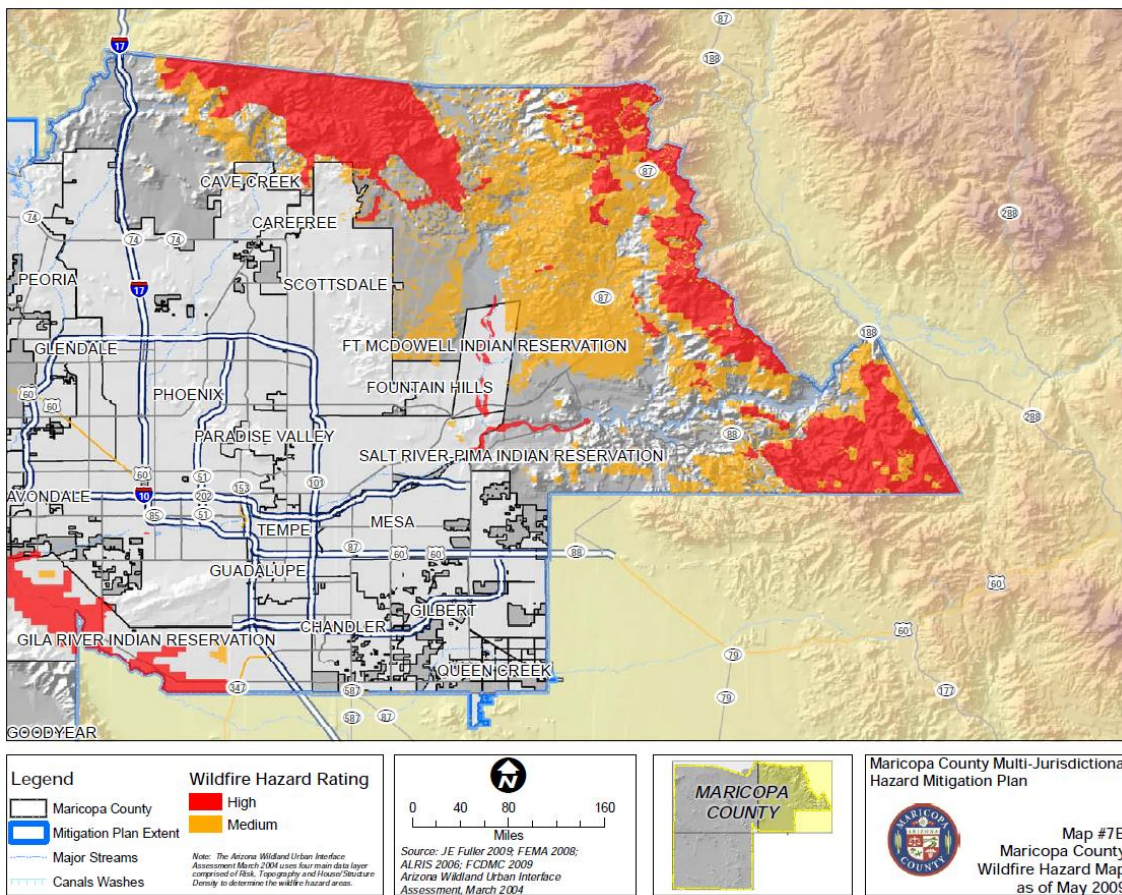 17
87
188
288
CAVE CREEK
87
74
74
74
CAREFREE
PEORIA
17
SCOTTSDALE
87
188
GLENDALE
FT MCDOWELL INDIAN RESERVATION
60
60
PHOENIX
FOUNTAIN HILLS
288
PARADISE VALLEY
88
SALT RIVER-PIMA INDIAN RESERVATION
60
51
153
101
AVONDALE
10
202
85
51
TEMPE
MESA
87
60
60
88
60
GUADALUPE
GILBERT
CHANDLER
GILA RIVER INDIAN RESERVATION
60
79
QUEEN CREEK
347
587
79
177
587
87
GOODYEAR
Legend
Maricopa County
Mitigation Plan Extent
Major Streams
Canals Washes
Wildfire Hazard Rating
High
Medium
Note: The Arizona Wildland Urban Interface
Assessment March 2004 uses four main data layer
comprised of Risk, Topography and House/Structure
Density to determine the wildfire hazard areas.
N
0 40 80 160
Miles
Source: JE Fuller 2009; FEMA 2008;
ALRIS 2006; FCDMC 2009
Arizona Wildland Urban Interface
Assessment, March 2004
MARICOPA
COUNTY
Maricopa County Multi-Jurisdictiona
Hazard Mitigation Plan
MARICOPA
ARIZONA
COUNTY
Map #7B
Maricopa County
Wildfire Hazard Map
as of May 2009